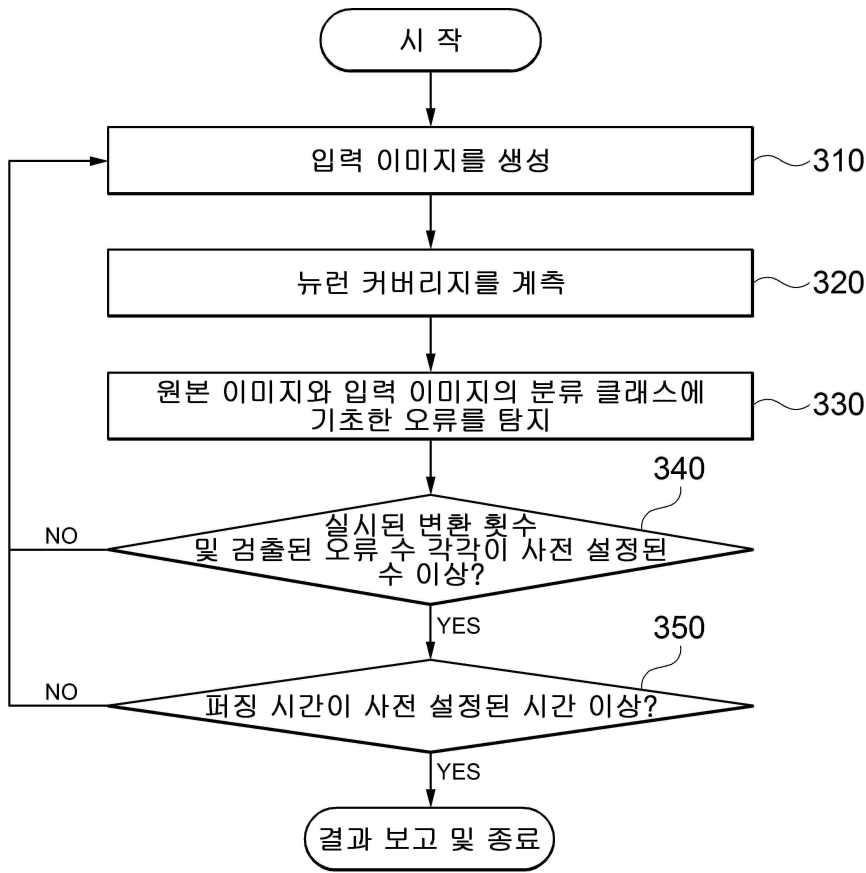 시 작
입력 이미지를 생성
310
뉴런 커버리지를 계측
320
원본 이미지와 입력 이미지의 분류 클래스에
기초한 오류를 탐지
330
340
실시된 변환 횟수
및 검출된 오류 수 각각이 사전 설정된
수 이상?
NO
YES
350
퍼징 시간이 사전 설정된 시간 이상?
NO
YES
결과 보고 및 종료